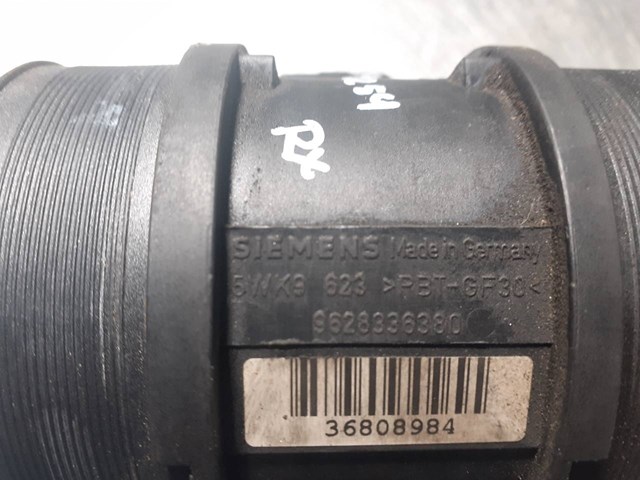 SIEMENS Made in Germany
5WK9 623 >PBT-GF30<
9628336380
36808984